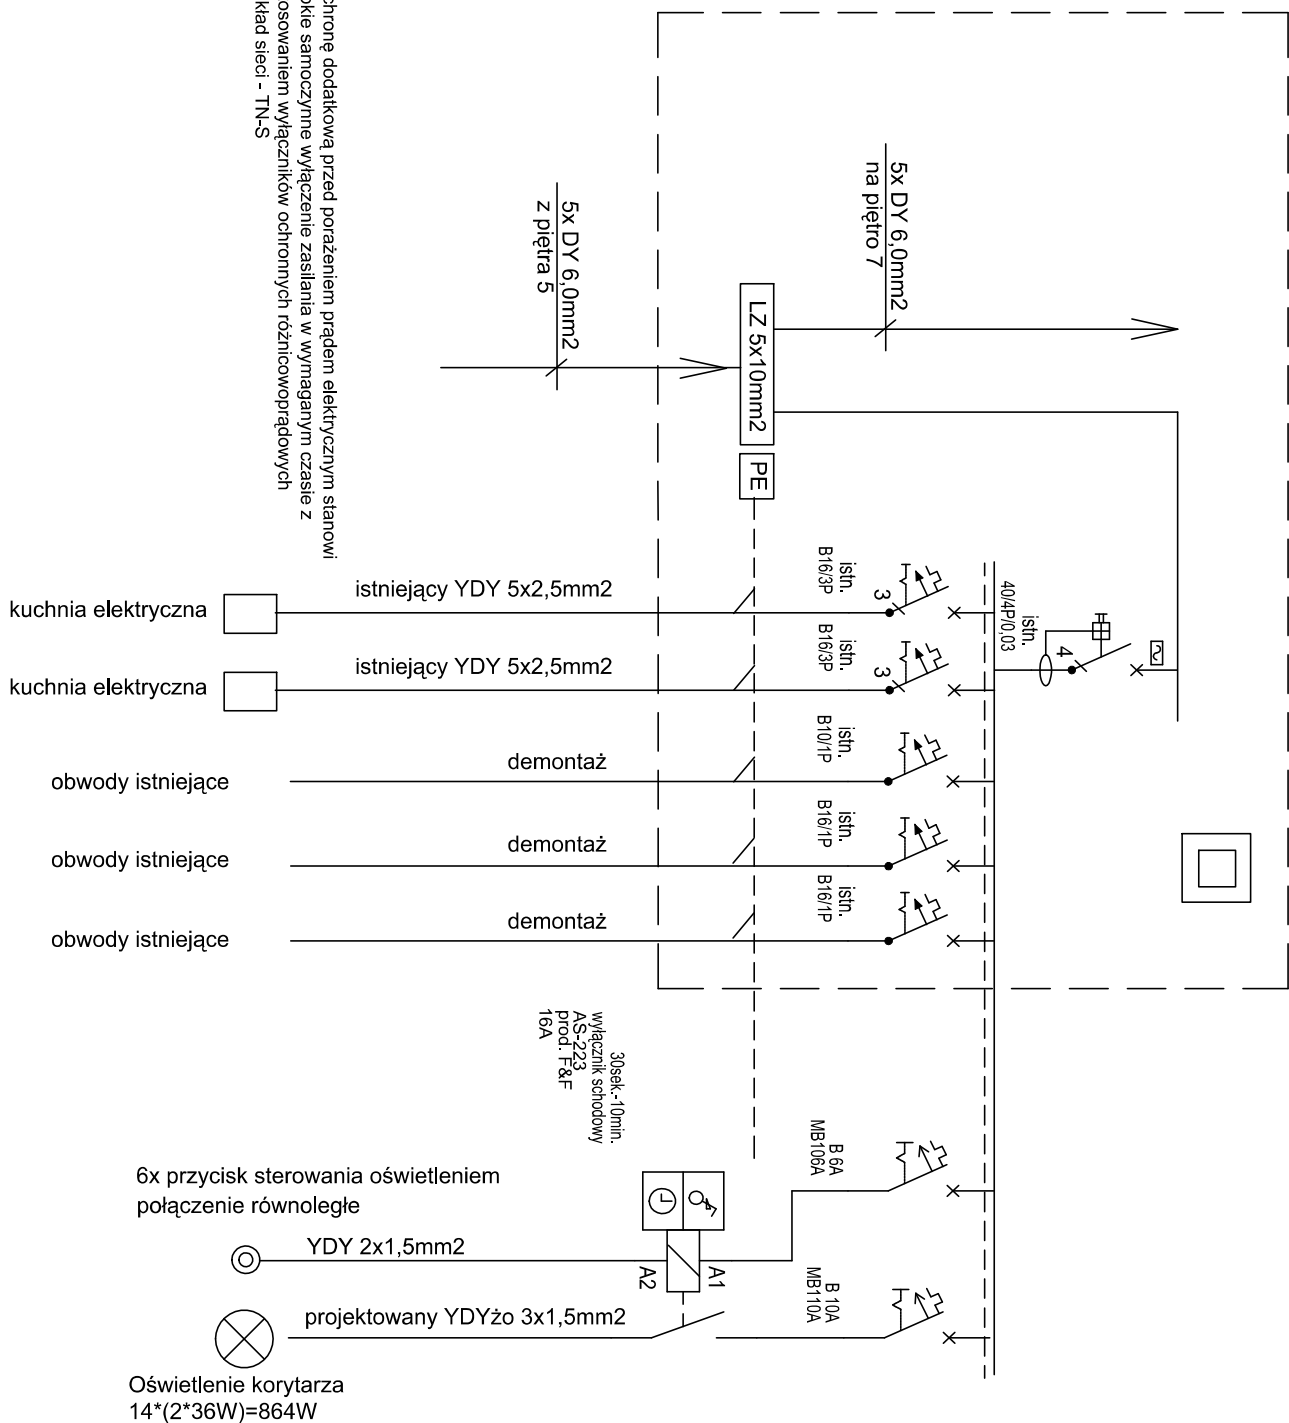 chronę dodatkową przed porażeniem prądem elektrycznym stanowi
kie samoczynne wyłączenie zasilania w wymaganym czasie z
osowaniem wyłączników ochronnych różnicowoprądowych
kład sieci - TN-S
5x DY 6,0mm2
z piętra 5
5x DY 6,0mm2
na piętro 7
LZ 5x10mm2
PE
istn.
40/4P/0,03
4
kuchnia elektryczna
istniejący YDY 5x2,5mm2
istn.
B16/3P
3
kuchnia elektryczna
istniejący YDY 5x2,5mm2
istn.
B16/3P
3
obwody istniejące
demontaż
istn.
B10/1P
obwody istniejące
demontaż
istn.
B16/1P
obwody istniejące
demontaż
istn.
B16/1P
30sek.-10min.
wyłącznik schodowy
AS-223
prod. F&F
16A
6x przycisk sterowania oświetleniem
połączenie równoległe
YDY 2x1,5mm2
A1
A2
B 6A
MB106A
projektowany YDYżo 3x1,5mm2
B 10A
MB110A
Oświetlenie korytarza
14*(2*36W)=864W